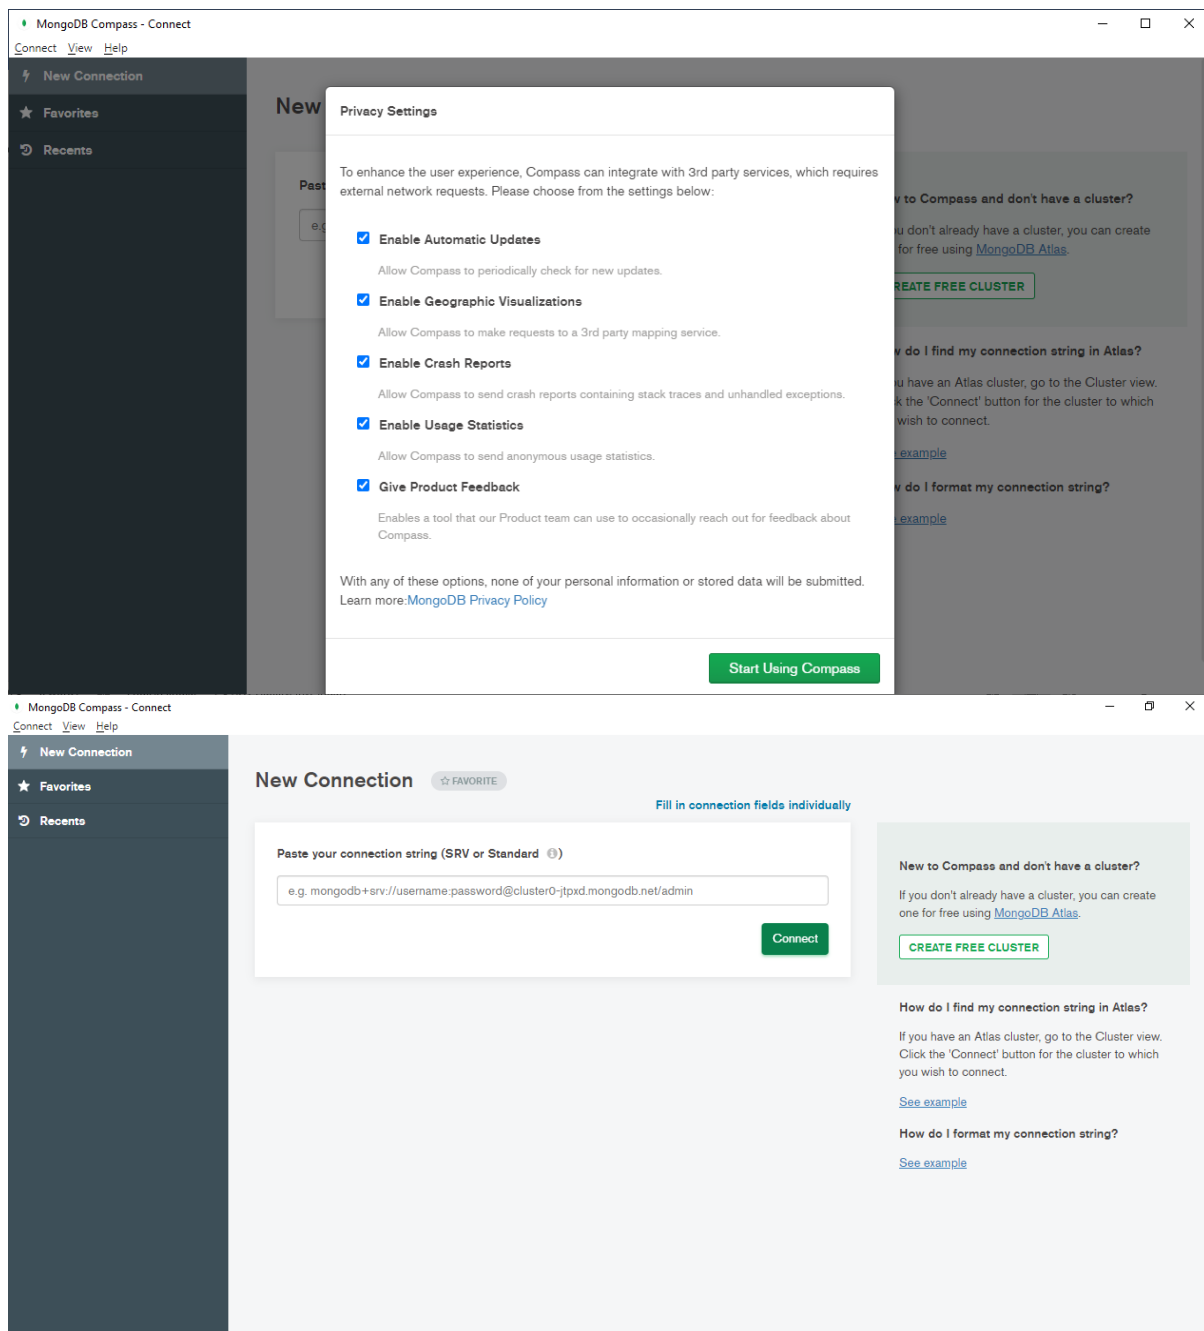 MongoDB Compass - Connect
Connect View Help
New Connection
Favorites
Recents
New
Past
e.g
Privacy Settings
To enhance the user experience, Compass can integrate with 3rd party services, which requires
external network requests. Please choose from the settings below:
Enable Automatic Updates
Allow Compass to periodically check for new updates.
Enable Geographic Visualizations
Allow Compass to make requests to a 3rd party mapping service.
Enable Crash Reports
Allow Compass to send crash reports containing stack traces and unhandled exceptions.
Enable Usage Statistics
Allow Compass to send anonymous usage statistics.
Give Product Feedback
Enables a tool that our Product team can use to occasionally reach out for feedback about
Compass.
With any of these options, none of your personal information or stored data will be submitted.
Learn more:MongoDB Privacy Policy
Start Using Compass
w to Compass and don't have a cluster?
u don't already have a cluster, you can create
for free using MongoDB Atlas.
REATE FREE CLUSTER
w do I find my connection string in Atlas?
u have an Atlas cluster, go to the Cluster view.
k the 'Connect' button for the cluster to which
wish to connect.
example
w do I format my connection string?
example
MongoDB Compass - Connect
Connect View Help
New Connection
Favorites
Recents
New Connection FAVORITE
Fill in connection fields individually
Paste your connection string (SRV or Standard )
e.g. mongodb+srv://username:password@cluster0-jtpxd.mongodb.net/admin
Connect
New to Compass and don't have a cluster?
If you don't already have a cluster, you can create
one for free using MongoDB Atlas.
CREATE FREE CLUSTER
How do I find my connection string in Atlas?
If you have an Atlas cluster, go to the Cluster view.
Click the 'Connect' button for the cluster to which
you wish to connect.
See example
How do I format my connection string?
See example